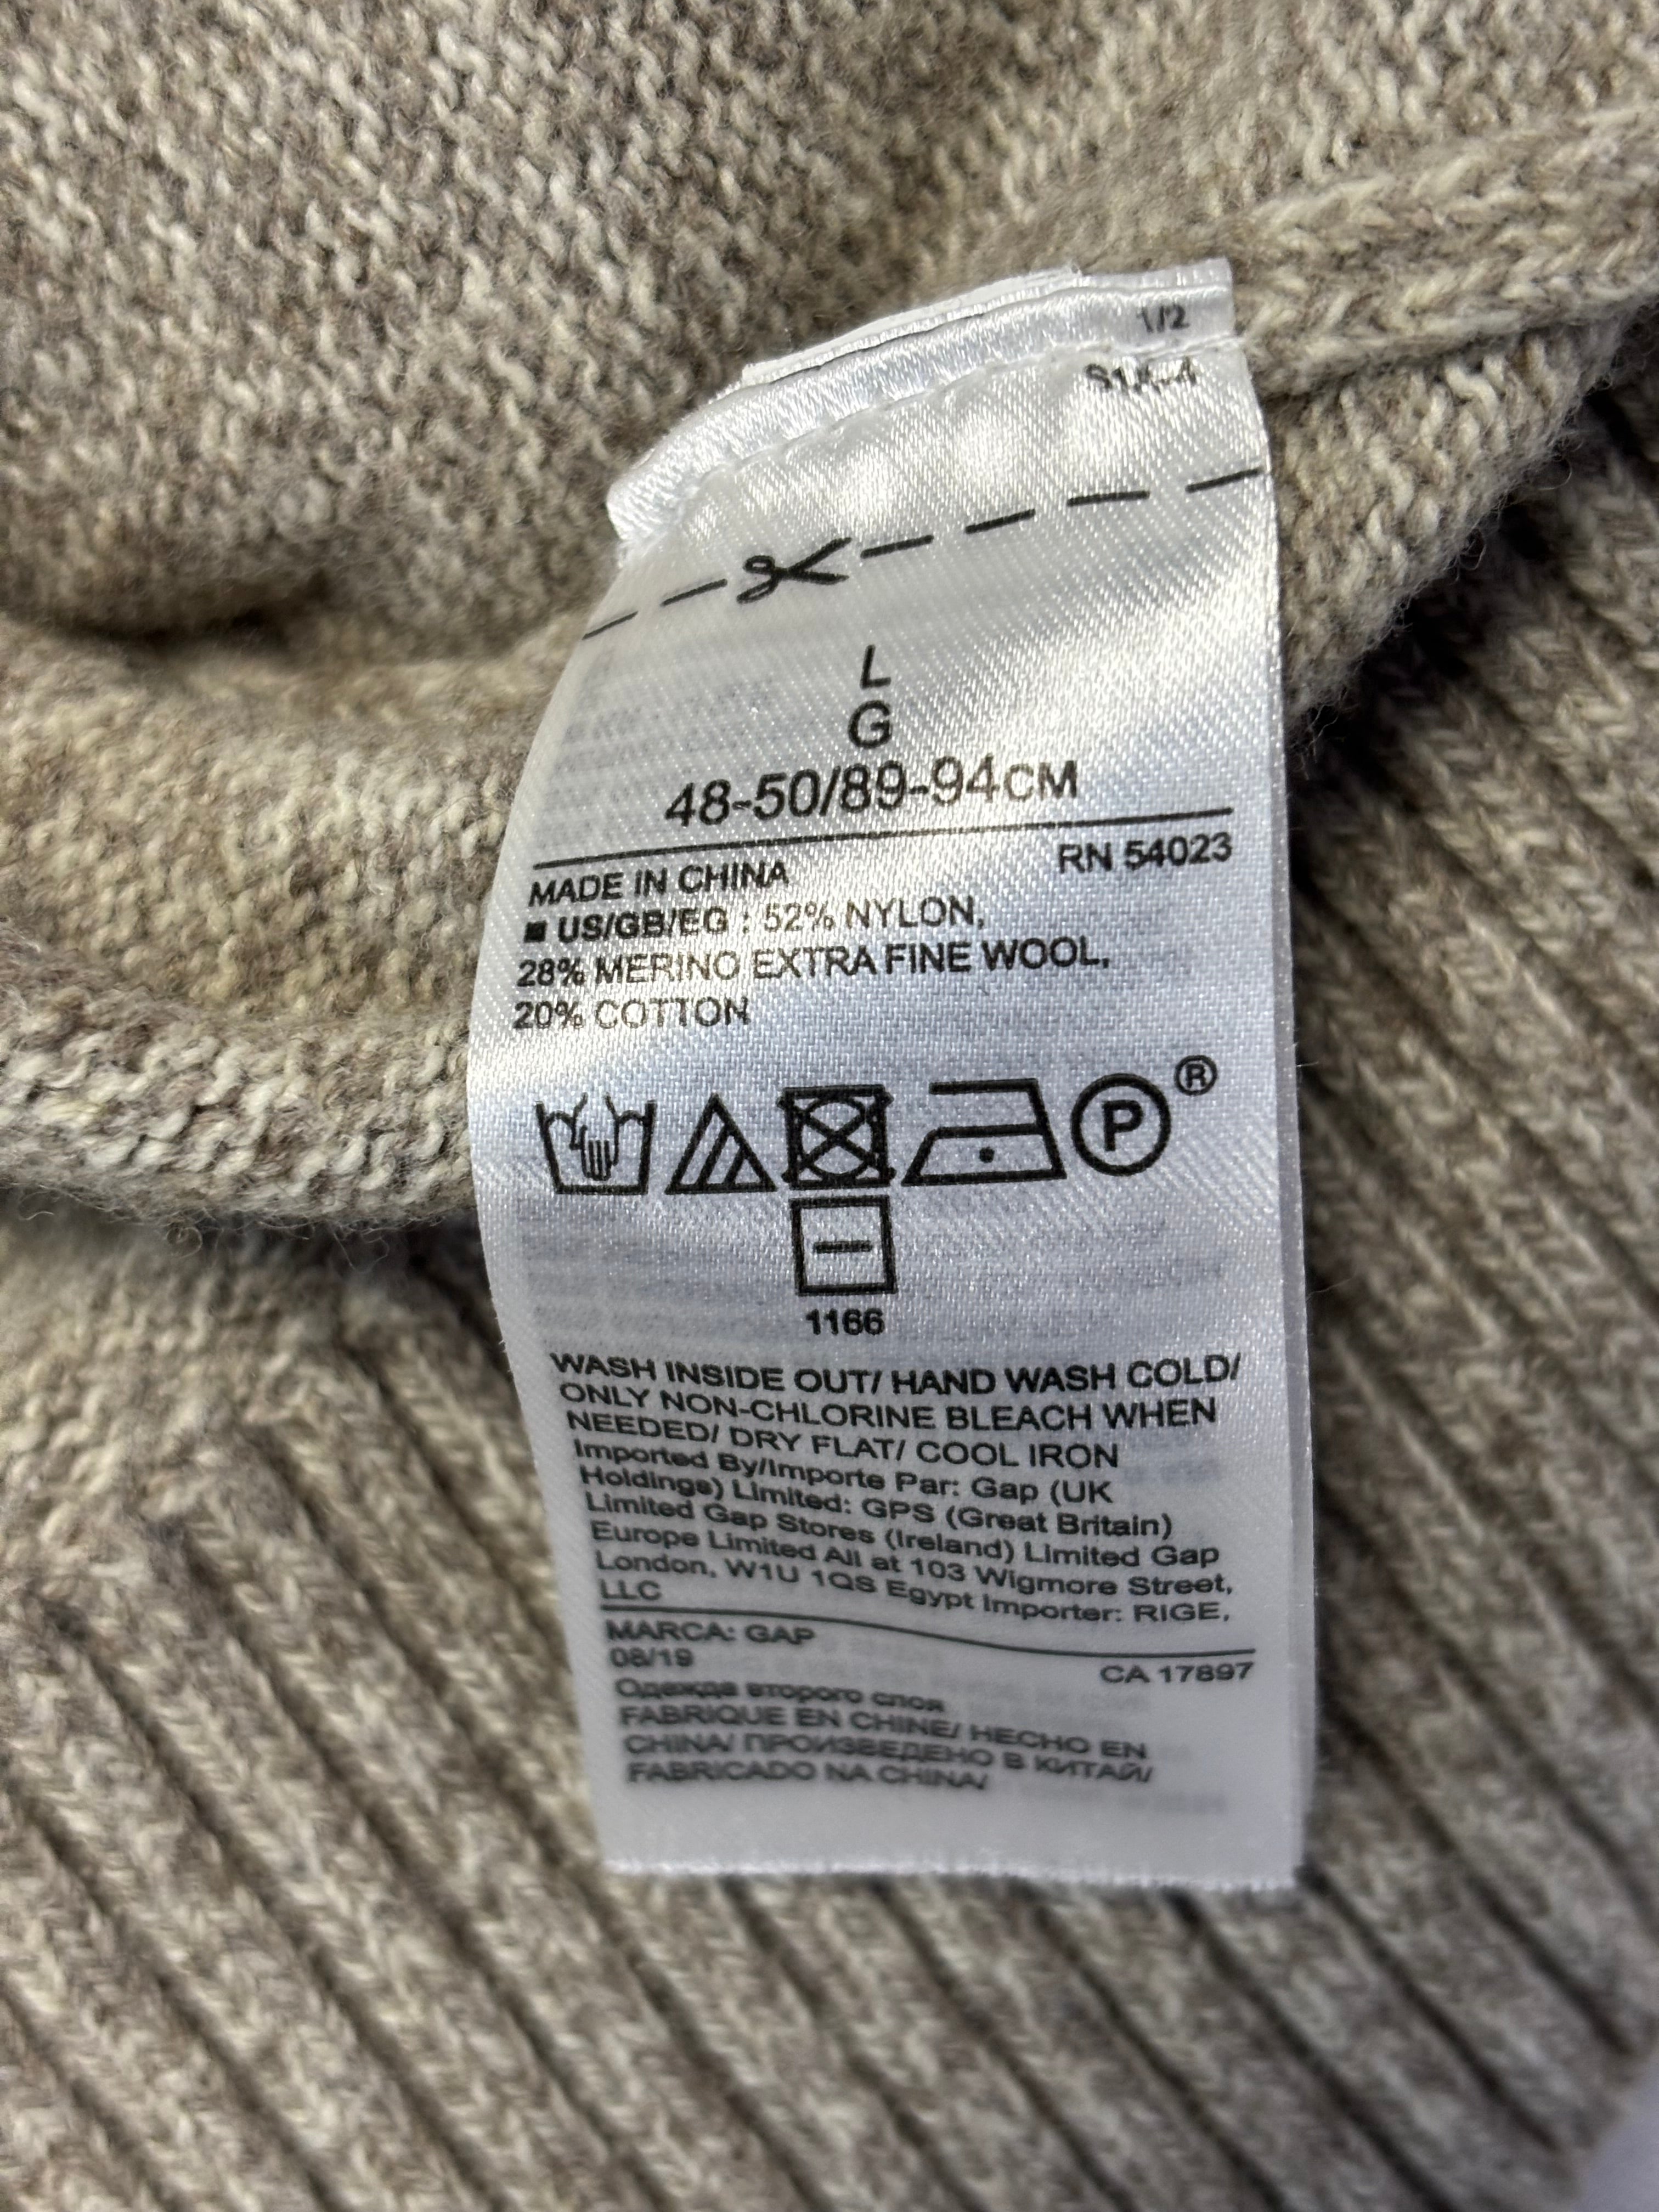 1/2
L
G
48-50/89-94CM
MADE IN CHINA RN 54023
US/GB/EG : 52% NYLON,
28% MERINO EXTRA FINE WOOL,
20% COTTON
P ®
1166
WASH INSIDE OUT/ HAND WASH COLD/
ONLY NON-CHLORINE BLEACH WHEN
NEEDED/ DRY FLAT/ COOL IRON
Imported By/Importe Par: Gap (UK
Holdings) Limited: GPS (Great Britain)
Limited Gap Stores (Ireland) Limited Gap
Europe Limited All at 103 Wigmore Street,
London, W1U 1QS Egypt Importer: RIGE,
LLC
MARCA: GAP
08/19 CA 17897
Одежда второго слоя
FABRIQUE EN CHINE/ HECHO EN
CHINA/ ПРОИЗВЕДЕНО В КИТАЙ/
FABRICADO NA CHINA/